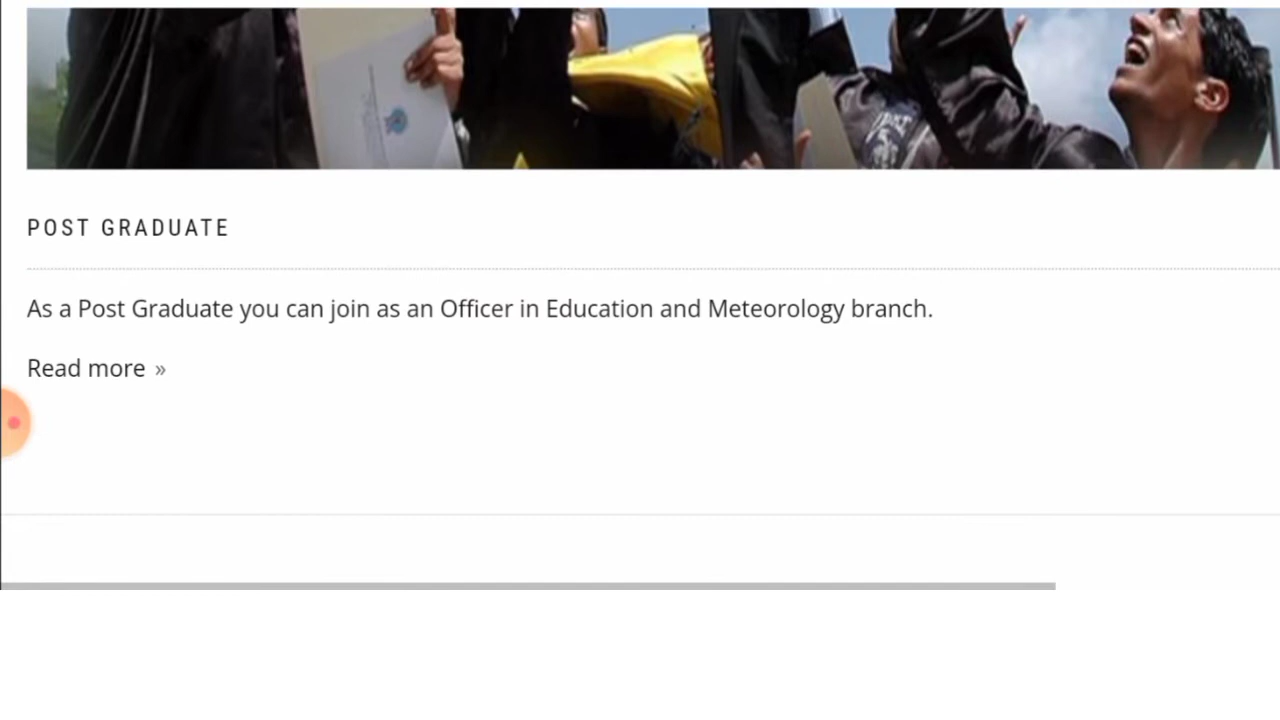 POST GRADUATE
As a Post Graduate you can join as an Officer in Education and Meteorology branch.
Read more »